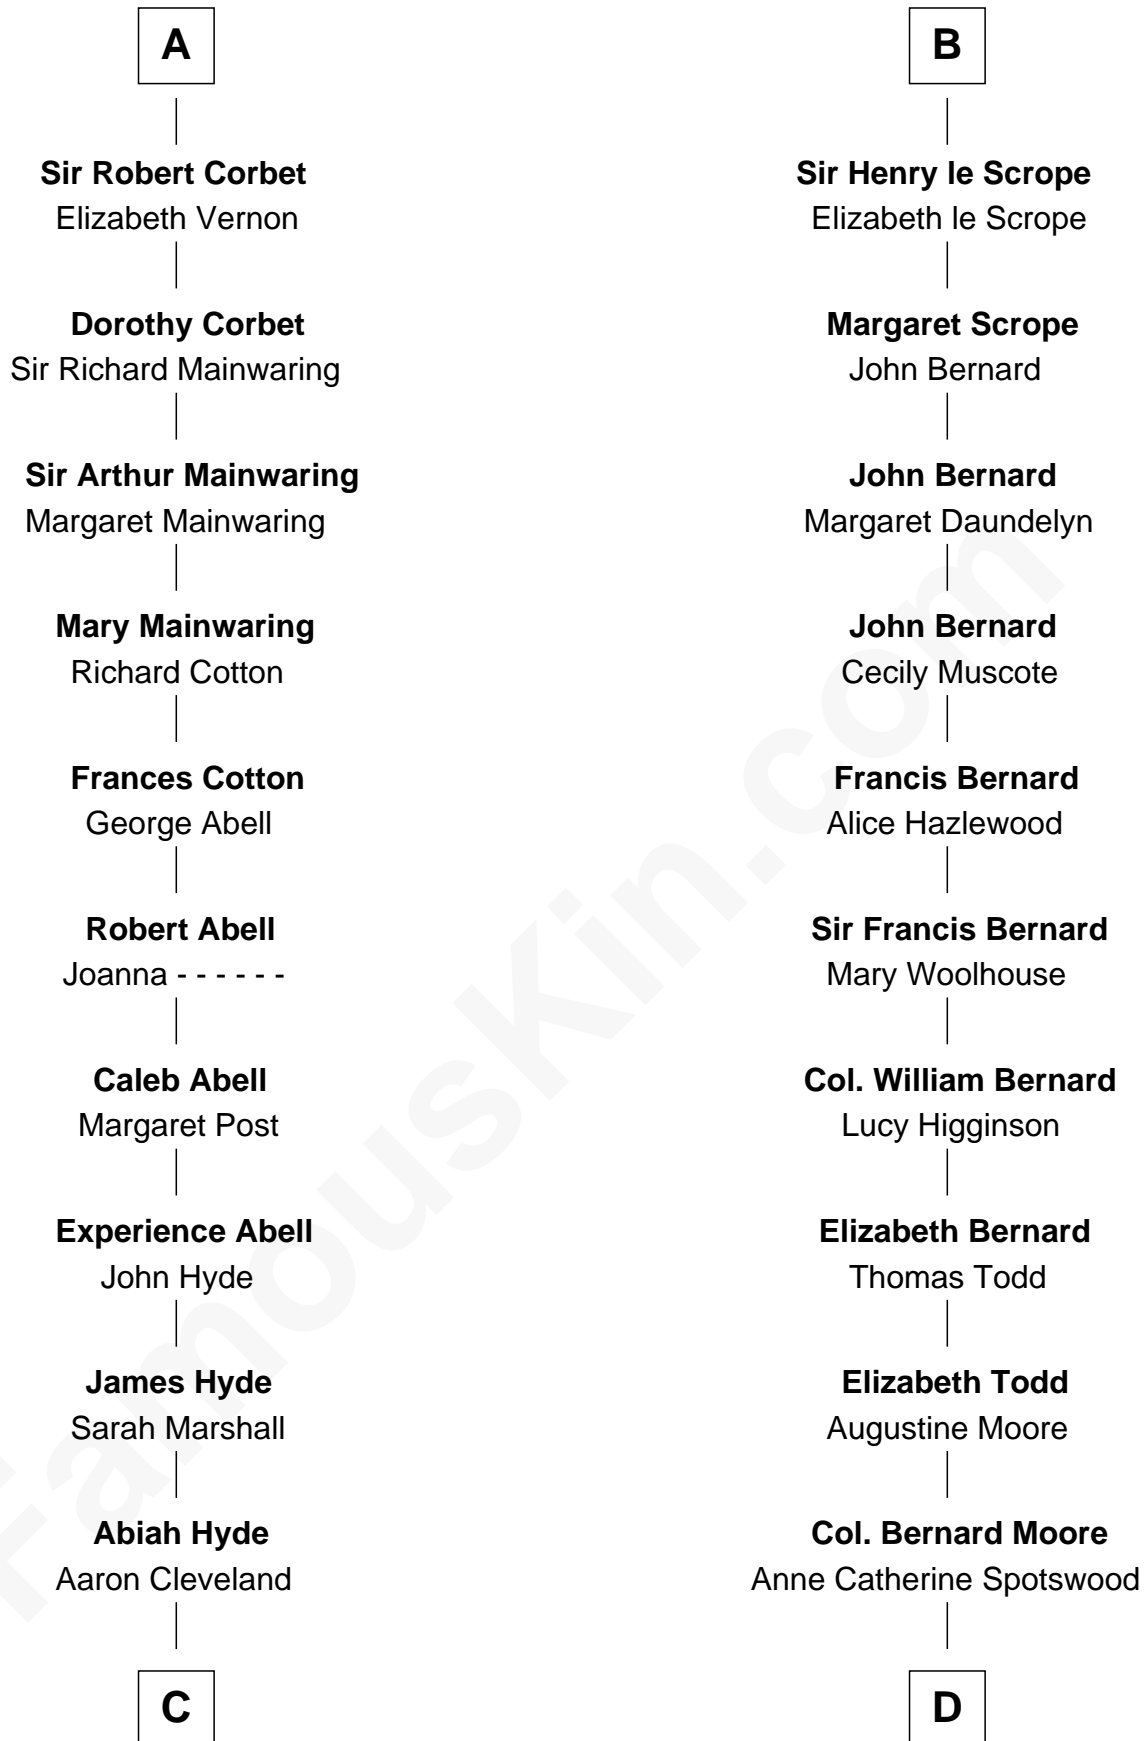 A
Sir Robert Corbet
Elizabeth Vernon
Dorothy Corbet
Sir Richard Mainwaring
Sir Arthur Mainwaring
Margaret Mainwaring
Mary Mainwaring
Richard Cotton
Frances Cotton
George Abell
Robert Abell
Joanna - - - - - -
Caleb Abell
Margaret Post
Experience Abell
John Hyde
James Hyde
Sarah Marshall
Abiah Hyde
Aaron Cleveland
C
B
Sir Henry le Scrope
Elizabeth le Scrope
Margaret Scrope
John Bernard
John Bernard
Margaret Daundelyn
John Bernard
Cecily Muscote
Francis Bernard
Alice Hazlewood
Sir Francis Bernard
Mary Woolhouse
Col. William Bernard
Lucy Higginson
Elizabeth Bernard
Thomas Todd
Elizabeth Todd
Augustine Moore
Col. Bernard Moore
Anne Catherine Spotswood
D
FamousKin.com